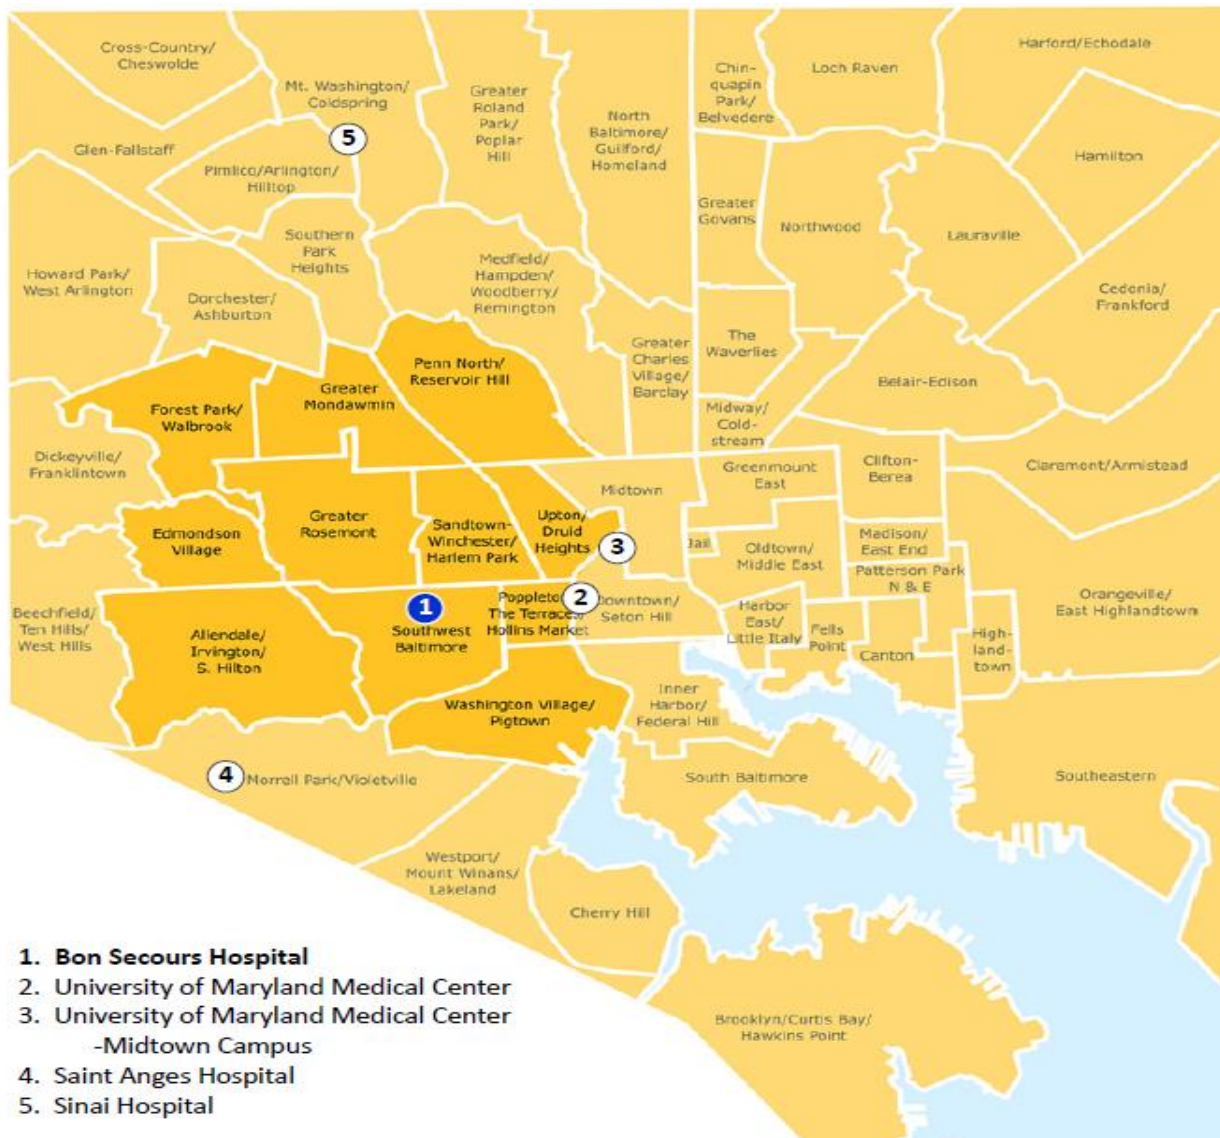 Cross-Country/
Cheswolde
Mt. Washington/
Coldspring
Greater
Roland
Park/
Poplar
Hill
North
Baltimore/
Guilford/
Homeland
Chin-
quapin
Park/
Belvedere
Loch Raven
Harford/Echodale
5
Glen-Fallstaff
Pimlico/Arlington/
Hilltop
Hamilton
Greater
Govans
Northwood
Lauraville
Southern
Park
Heights
Howard Park/
West Arlington
Dorchester/
Ashburton
Medfield/
Hampden/
Woodberry/
Remington
Cedonia/
Frankford
The
Waverlies
Greater
Charles
Village/
Barclay
Penn North/
Reservoir Hill
Greater
Mondawmin
Forest Park/
Walbrook
Belair-Edison
Midway/
Cold-
stream
Dickeyville/
Franklintown
Midtown
Greenmount
East
Clifton-
Berea
Claremont/Armistead
Edmondson
Village
Greater
Rosemont
Sandtown-
Winchester/
Harlem Park
Upton/
Druid
Heights
3
Jail
Oldtown/
Middle East
Madison/
East End
Patterson Park
N & E
Orangeville/
East Highlandtown
Beechfield/
Ten Hills/
West Hills
1
Southwest
Baltimore
Poppleton/
The Terraces/
Hollins Market
2
Downtown/
Seton Hill
Harbor
East/
Little Italy
Fells
Point
Canton
High-
land-
town
Allendale/
Irvington/
S. Hilton
Washington Village/
Pigtown
Inner
Harbor/
Federal Hill
4
Morrell Park/Violetville
South Baltimore
Southeastern
Westport/
Mount Winans/
Lakeland
Cherry Hill
Brooklyn/Curtis Bay/
Hawkins Point
1. Bon Secours Hospital
2. University of Maryland Medical Center
3. University of Maryland Medical Center
-Midtown Campus
4. Saint Anges Hospital
5. Sinai Hospital